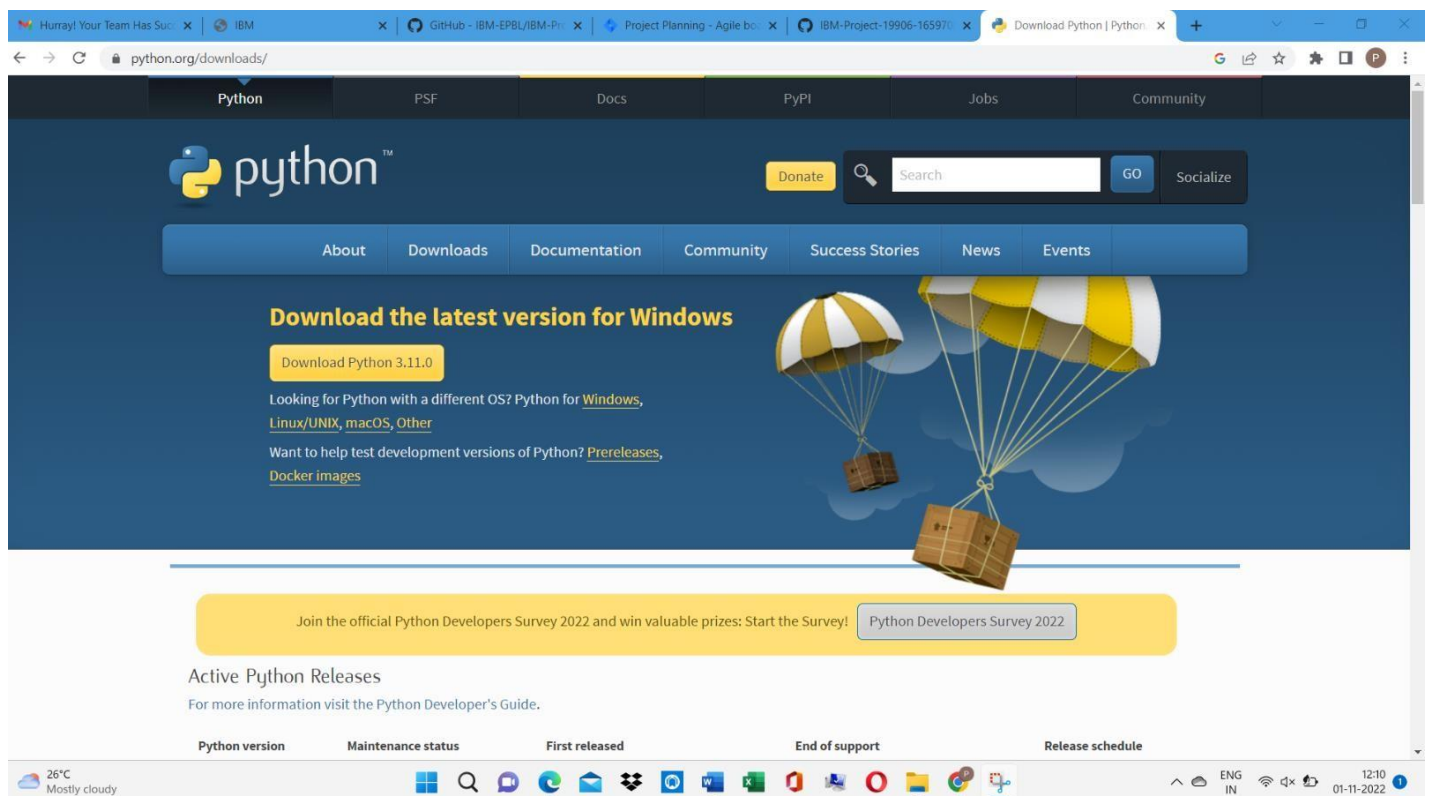 Hurray! Your Team Has Suc
IBM
GitHub - IBM-EPBL/IBM-Pr
Project Planning - Agile bo
IBM-Project-19906-165970
Download Python | Python.
python.org/downloads/
G
P
Python PSF Docs PyPI Jobs Community
python™
Donate
Search
GO
Socialize
About Downloads Documentation Community Success Stories News Events
Download the latest version for Windows
Download Python 3.11.0
Looking for Python with a different OS? Python for Windows,
Linux/UNIX, macOS, Other
Want to help test development versions of Python? Prereleases,
Docker images
Join the official Python Developers Survey 2022 and win valuable prizes: Start the Survey! Python Developers Survey 2022
Active Python Releases
For more information visit the Python Developer's Guide.
Python version Maintenance status First released End of support Release schedule
26°C
Mostly cloudy
ENG
IN
12:10
01-11-2022
1